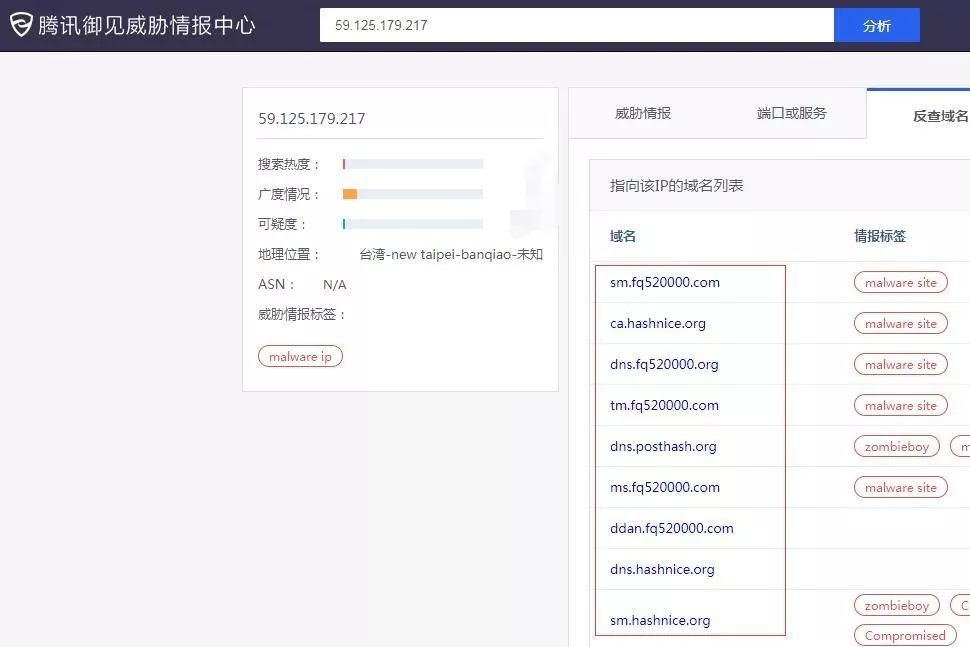 腾讯御见威胁情报中心
59.125.179.217
分析
59.125.179.217
搜索热度：
广度情况：
可疑度：
地理位置： 台湾-new taipei-banqiao-未知
ASN： N/A
威胁情报标签：
malware ip
威胁情报 端口或服务 反查域名
指向该IP的域名列表
域名 情报标签
sm.fq520000.com malware site
ca.hashnice.org malware site
dns.fq520000.org malware site
tm.fq520000.com malware site
dns.posthash.org zombieboy m
ms.fq520000.com malware site
ddan.fq520000.com
dns.hashnice.org
sm.hashnice.org zombieboy C
Compromised